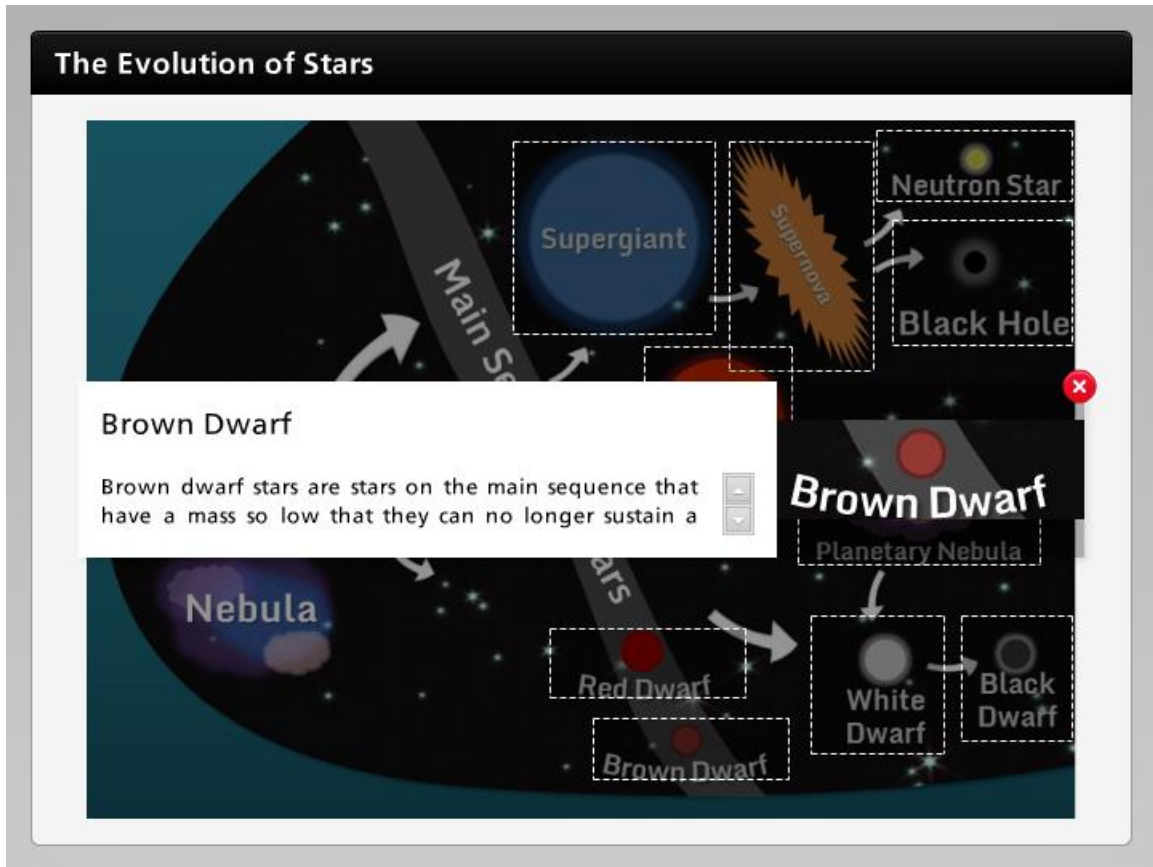 The Evolution of Stars
Supergiant
Supernova
Neutron Star
Black Hole
Main Se
Brown Dwarf
Brown dwarf stars are stars on the main sequence that
have a mass so low that they can no longer sustain a
Brown Dwarf
Planetary Nebula
ars
Nebula
Red Dwarf
White
Dwarf
Black
Dwarf
Brown Dwarf